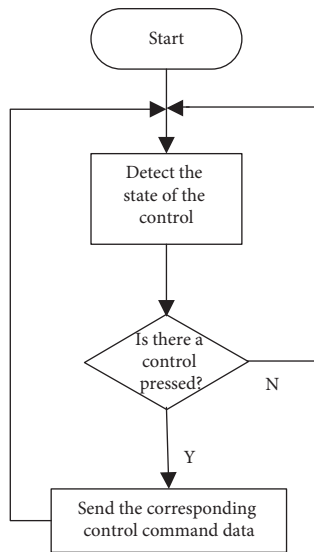 Start
Detect the
state of the
control
Is there a
control
pressed?
N
Y
Send the corresponding
control command data